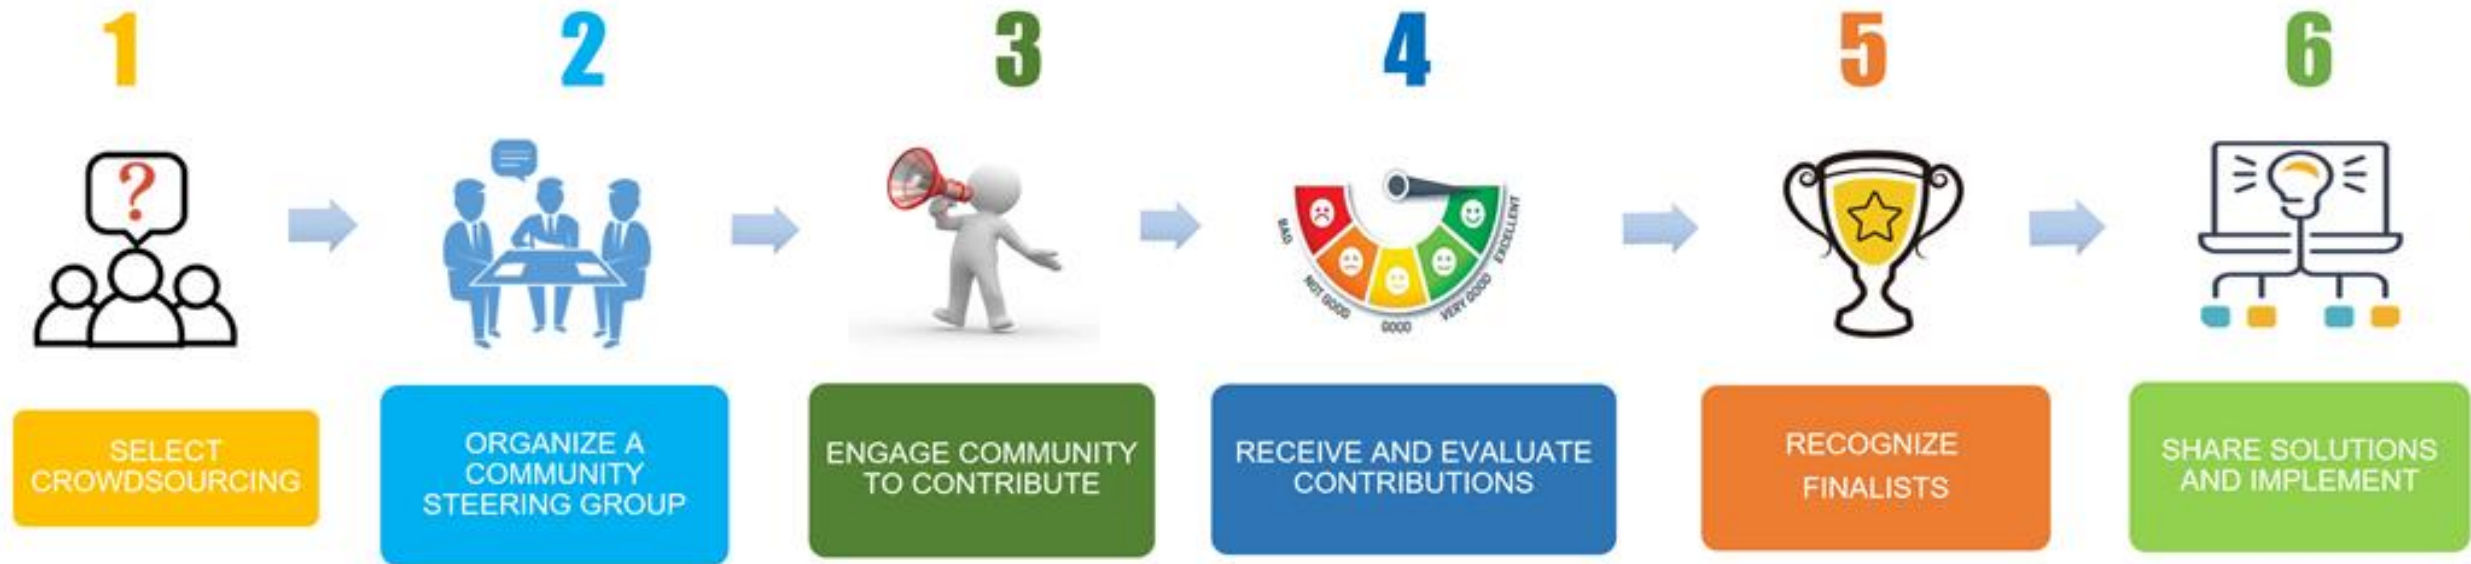 1
2
3
4
5
6
?
BAD
NOT GOOD
GOOD
VERY GOOD
EXCELLENT
SELECT
CROWDSOURCING
ORGANIZE A
COMMUNITY
STEERING GROUP
ENGAGE COMMUNITY
TO CONTRIBUTE
RECEIVE AND EVALUATE
CONTRIBUTIONS
RECOGNIZE
FINALISTS
SHARE SOLUTIONS
AND IMPLEMENT